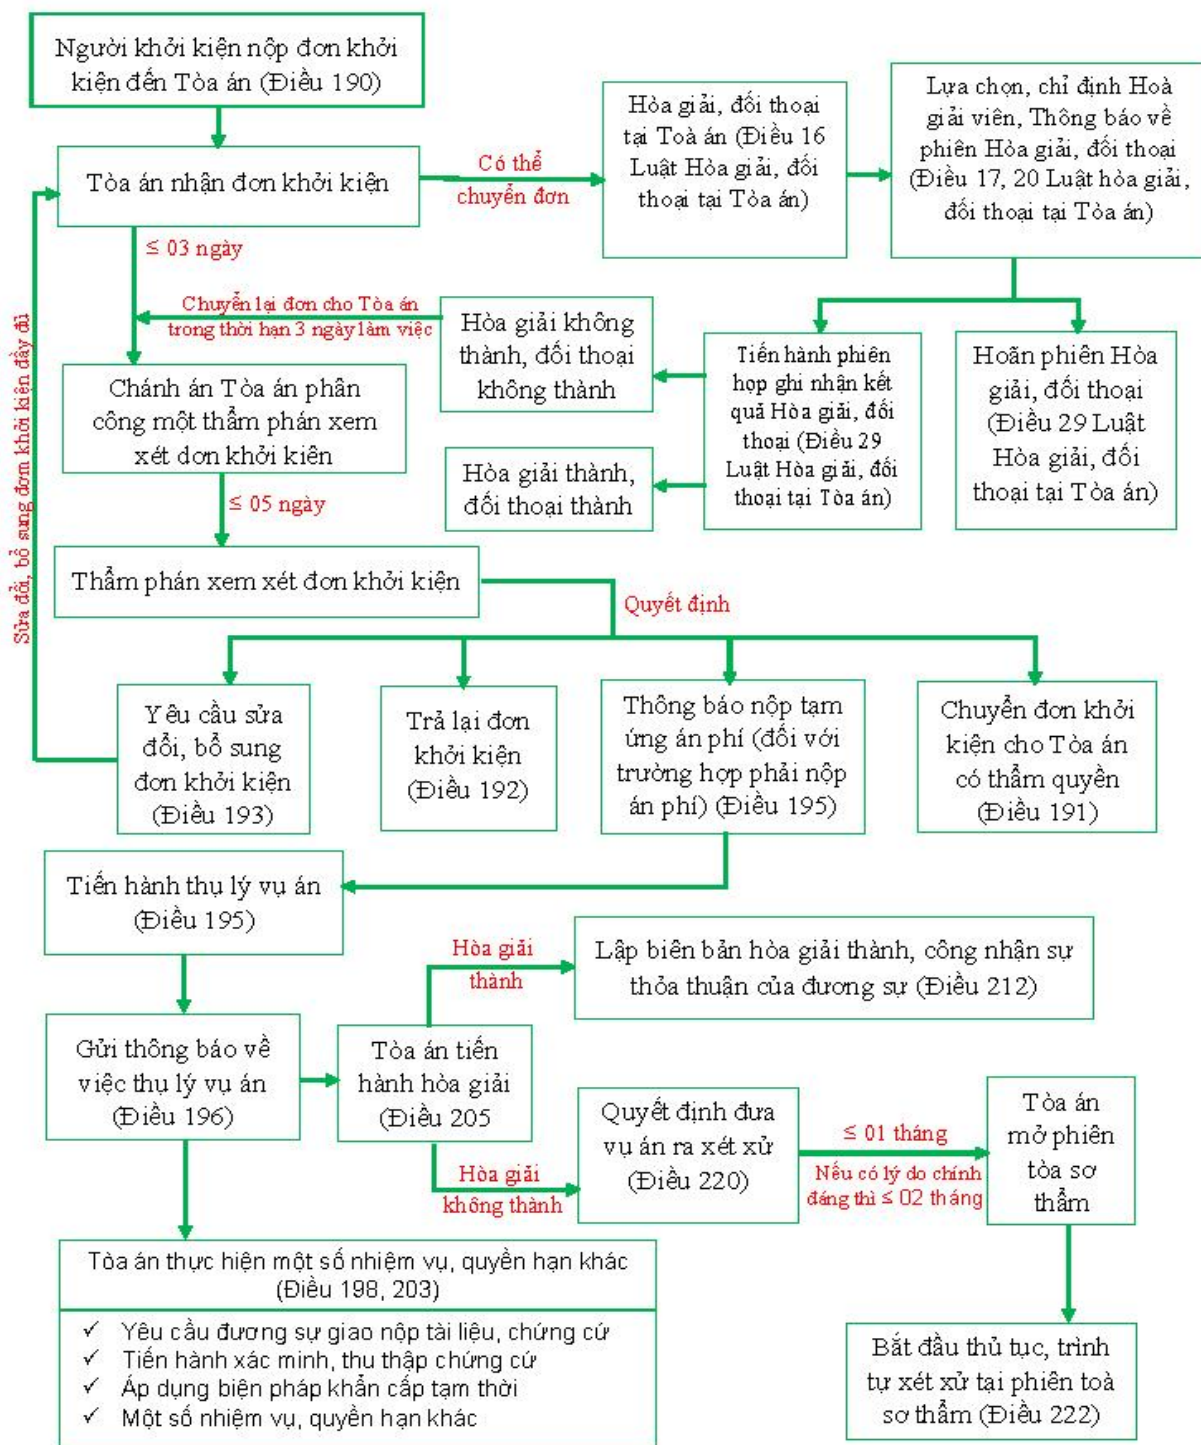 Người khởi kiện nộp đơn khởi
kiện đến Tòa án (Điều 190)
Tòa án nhận đơn khởi kiện
Có thể
chuyển đơn
Hòa giải, đối thoại
tại Toà án (Điều 16
Luật Hòa giải, đối
thoại tại Tòa án)
Lựa chọn, chỉ định Hoà
giải viên, Thông báo về
phiên Hòa giải, đối thoại
(Điều 17, 20 Luật hòa giải,
đối thoại tại Tòa án)
≤ 03 ngày
Chuyển lại đơn cho Tòa án
trong thời hạn 3 ngày làm việc
Hòa giải không
thành, đối thoại
không thành
Tiến hành phiên
họp ghi nhận kết
quả Hòa giải, đối
thoại (Điều 29
Luật Hòa giải, đối
thoại tại Tòa án)
Hoãn phiên Hòa
giải, đối thoại
(Điều 29 Luật
Hòa giải, đối
thoại tại Tòa án)
Chánh án Tòa án phân
công một thẩm phán xem
xét dơn khởi kiên
Hòa giải thành,
đối thoại thành
≤ 05 ngày
Thẩm phán xem xét đơn khởi kiện
Quyết định
Sửa đổi, bổ sung đơm khởi kiện đầy đủ
Yêu cầu sửa
đổi, bổ sung
đơn khởi kiện
(Điều 193)
Trả lại đơn
khởi kiện
(Điều 192)
Thông báo nộp tạm
ứng án phí (đối với
trường hợp phải nộp
án phí) (Điều 195)
Chuyển đơn khởi
kiện cho Tòa án
có thẩm quyền
(Điều 191)
Tiến hành thụ lý vụ án
(Điều 195)
Hòa giải
thành
Lập biên bản hòa giải thành, công nhận sự
thỏa thuận của đương sự (Điều 212)
Gửi thông báo về
việc thụ lý vụ án
(Điều 196)
Tòa án tiến
hành hòa giải
(Điều 205
Hòa giải
không thành
Quyết định đưa
vụ án ra xét xử
(Điều 220)
≤ 01 tháng
Nếu có lý do chính
đáng thì ≤ 02 tháng
Tòa án
mở phiên
tòa sơ
thẩm
Tòa án thực hiện một số nhiệm vụ, quyền hạn khác
(Điều 198, 203)
✓ Yêu cầu đương sự giao nộp tài liệu, chứng cứ
✓ Tiến hành xác minh, thu thập chứng cứ
✓ Áp dụng biện pháp khẩn cấp tạm thời
✓ Một số nhiệm vụ, quyền hạn khác
Bắt đầu thủ tục, trình
tự xét xử tại phiên toà
sơ thẩm (Điều 222)